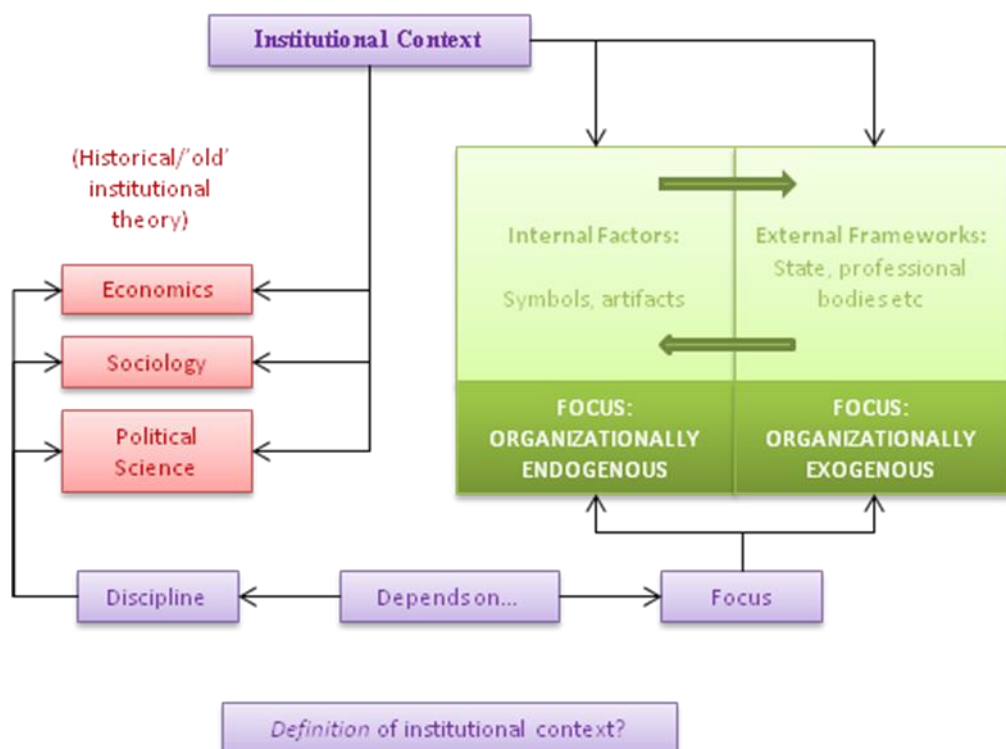 Institutional Context
(Historical/'old'
institutional
theory)
Economics
Sociology
Political
Science
Internal Factors:
Symbols, artifacts
External Frameworks:
State, professional
bodies etc
FOCUS:
ORGANIZATIONALLY
ENDOGENOUS
FOCUS:
ORGANIZATIONALLY
EXOGENOUS
Discipline
Depends on...
Focus
Definition of institutional context?